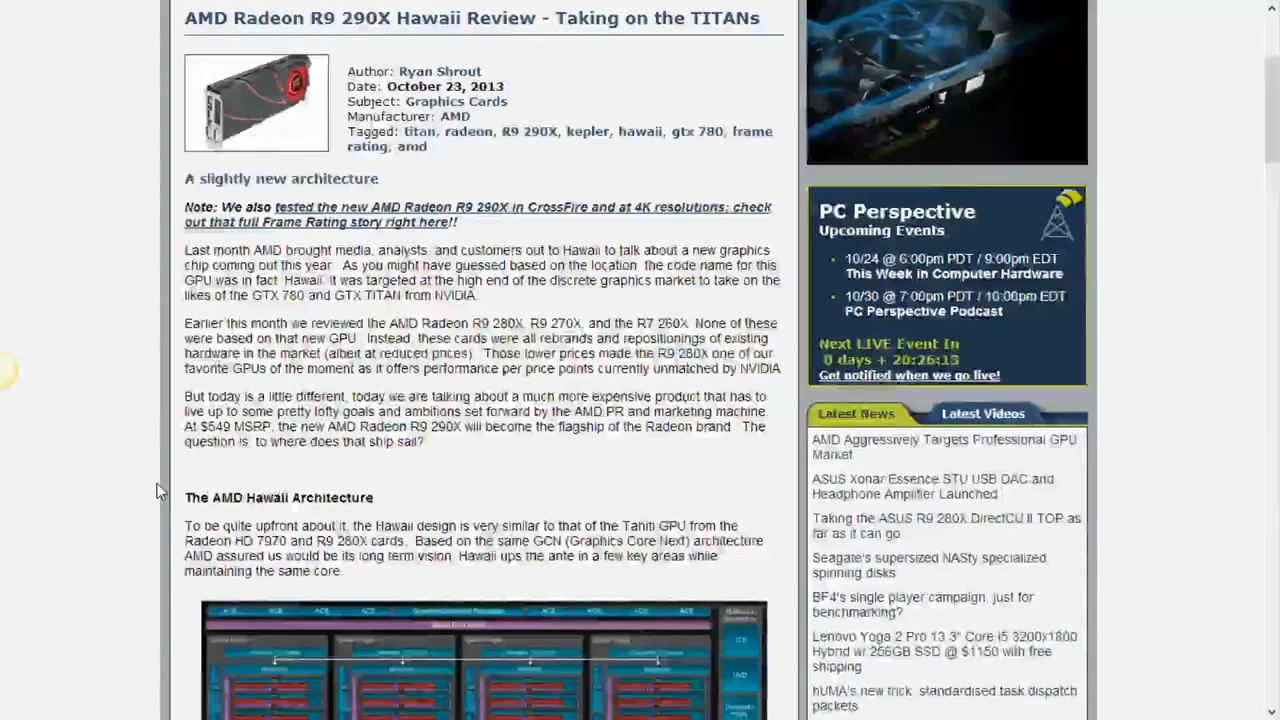 AMD Radeon R9 290X Hawaii Review - Taking on the TITANs
Author: Ryan Shrout
Date: October 23, 2013
Subject: Graphics Cards
Manufacturer: AMD
Tagged: titan, radeon, R9 290X, kepler, hawaii, gtx 780, frame
rating, amd
A slightly new architecture
Note: We also tested the new AMD Radeon R9 290X in CrossFire and at 4K resolutions; check
out that full Frame Rating story right here!!
Last month AMD brought media, analysts, and customers out to Hawaii to talk about a new graphics
chip coming out this year. As you might have guessed based on the location, the code name for this
GPU was in fact, Hawaii. It was targeted at the high end of the discrete graphics market to take on the
likes of the GTX 780 and GTX TITAN from NVIDIA.
Earlier this month we reviewed the AMD Radeon R9 280X, R9 270X, and the R7 260X. None of these
were based on that new GPU. Instead, these cards were all rebrands and repositionings of existing
hardware in the market (albeit at reduced prices). Those lower prices made the R9 280X one of our
favorite GPUs of the moment as it offers performance per price points currently unmatched by NVIDIA.
But today is a little different, today we are talking about a much more expensive product that has to
live up to some pretty lofty goals and ambitions set forward by the AMD PR and marketing machine.
At $549 MSRP, the new AMD Radeon R9 290X will become the flagship of the Radeon brand. The
question is: to where does that ship sail?
The AMD Hawaii Architecture
To be quite upfront about it, the Hawaii design is very similar to that of the Tahiti GPU from the
Radeon HD 7970 and R9 280X cards. Based on the same GCN (Graphics Core Next) architecture
AMD assured us would be its long term vision, Hawaii ups the ante in a few key areas while
maintaining the same core.
ACE ACE ACE ACE ACE ACE
PC Perspective
Upcoming Events
10/24 @ 6:00pm PDT / 9:00pm EDT
This Week in Computer Hardware
10/30 @ 7:00pm PDT / 10:00pm EDT
PC Perspective Podcast
Next LIVE Event In
0 days + 20:26:13
Get notified when we go live!
Latest News Latest Videos
AMD Aggressively Targets Professional GPU
Market
ASUS Xonar Essence STU USB DAC and
Headphone Amplifier Launched
Taking the ASUS R9 280X DirectCU II TOP as
far as it can go
Seagate's supersized NASty specialized
spinning disks
BF4's single player campaign, just for
benchmarking?
Lenovo Yoga 2 Pro 13.3" Core i5 3200x1800
Hybrid w/ 256GB SSD @ $1150 with free
shipping
hUMA's new trick, standardised task dispatch
packets